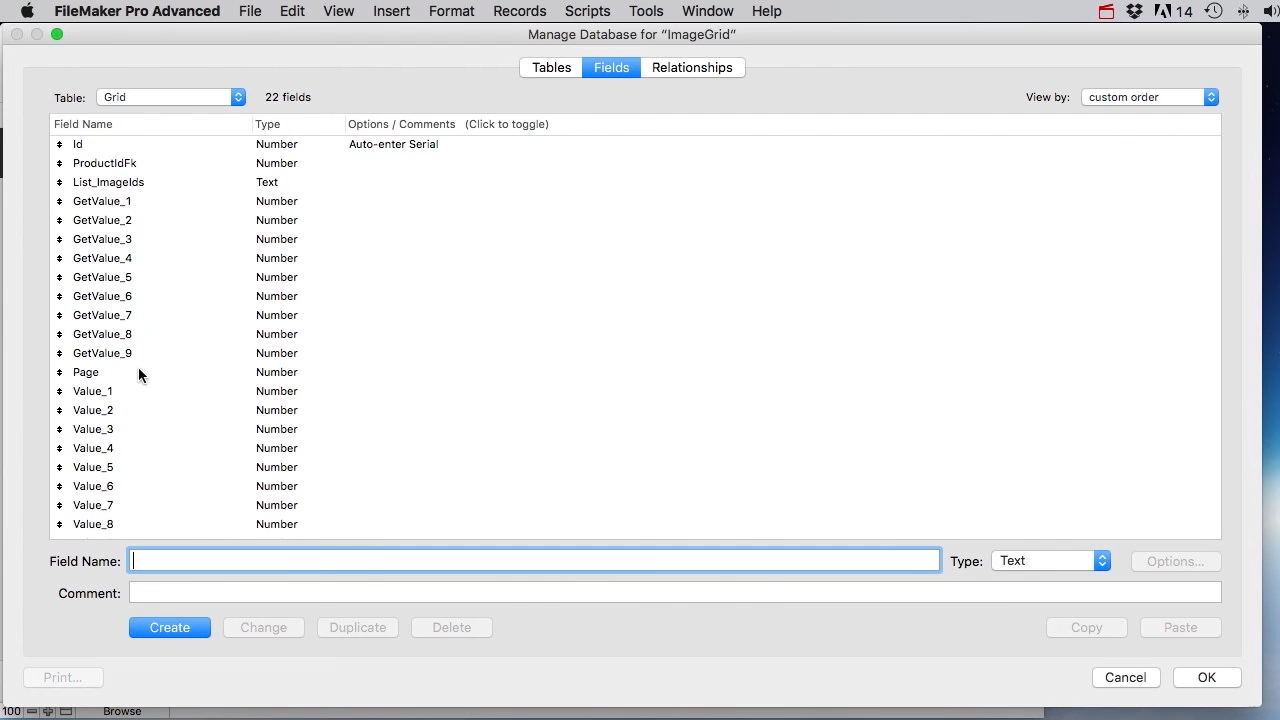 FileMaker Pro Advanced File Edit View Insert Format Records Scripts Tools Window Help 14
Manage Database for “ImageGrid”
Tables Fields Relationships
Table: Grid 22 fields View by: custom order
Field Name Type Options / Comments (Click to toggle)
Id Number Auto-enter Serial
ProductIdFk Number
List_ImageIds Text
GetValue_1 Number
GetValue_2 Number
GetValue_3 Number
GetValue_4 Number
GetValue_5 Number
GetValue_6 Number
GetValue_7 Number
GetValue_8 Number
GetValue_9 Number
Page Number
Value_1 Number
Value_2 Number
Value_3 Number
Value_4 Number
Value_5 Number
Value_6 Number
Value_7 Number
Value_8 Number
Field Name: Type: Text Options...
Comment:
Create Change Duplicate Delete Copy Paste
Print... Cancel OK
100 Browse